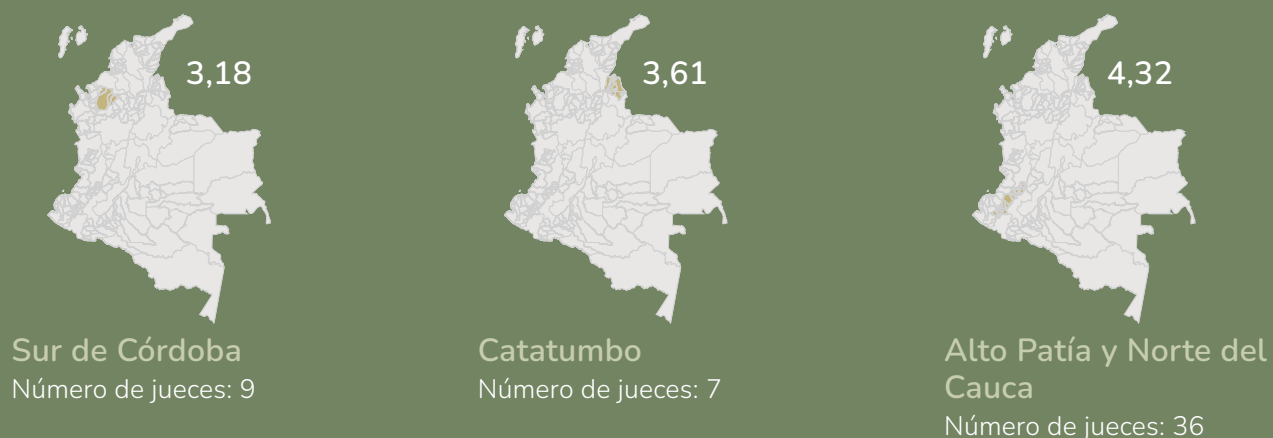 3,18
Sur de Córdoba
Número de jueces: 9
3,61
Catatumbo
Número de jueces: 7
4,32
Alto Patía y Norte del
Cauca
Número de jueces: 36